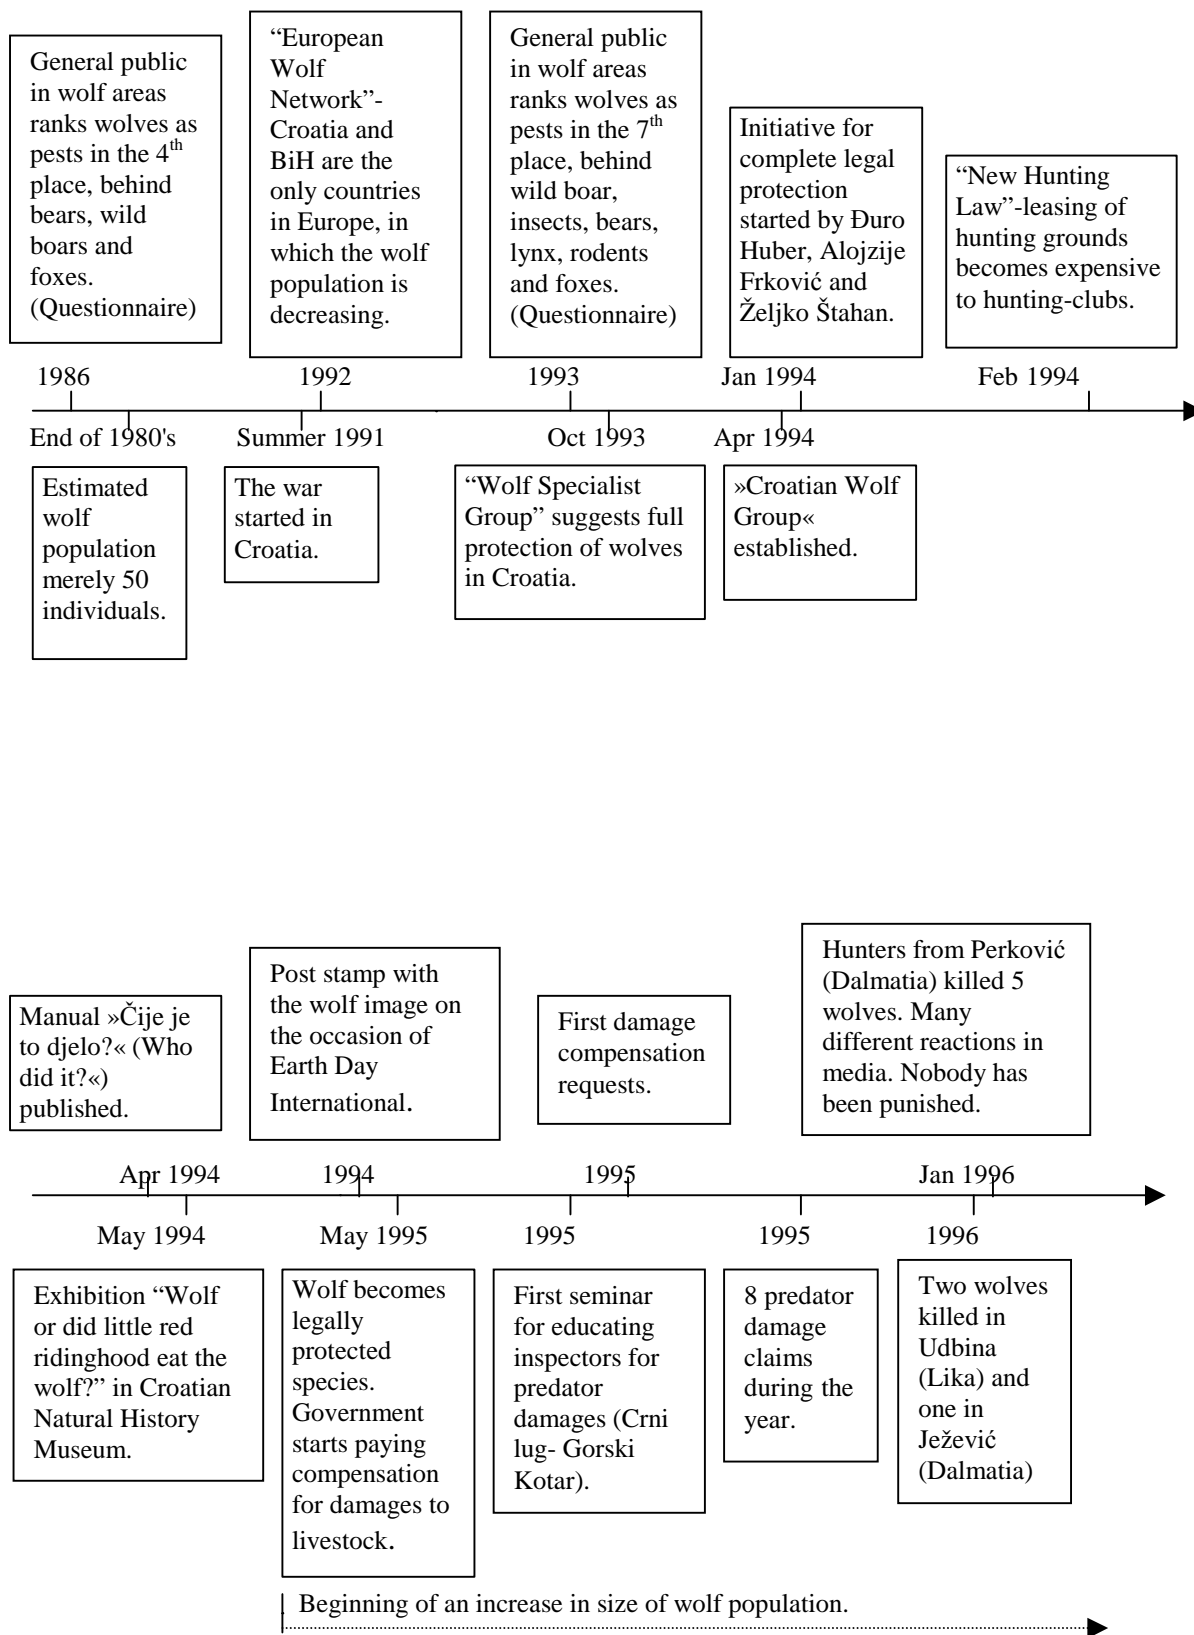 General public
in wolf areas
ranks wolves as
pests in the 4th
place, behind
bears, wild
boars and
foxes.
(Questionnaire)
“European
Wolf
Network”-
Croatia and
BiH are the
only countries
in Europe, in
which the wolf
population is
decreasing.
General public
in wolf areas
ranks wolves as
pests in the 7th
place, behind
wild boar,
insects, bears,
lynx, rodents
and foxes.
(Questionnaire)
Initiative for
complete legal
protection
started by Đuro
Huber, Alojzije
Frković and
Željko Štahan.
“New Hunting
Law”-leasing of
hunting grounds
becomes expensive
to hunting-clubs.
1986
1992
1993
Jan 1994
Feb 1994
End of 1980's
Summer 1991
Oct 1993
Apr 1994
Estimated
wolf
population
merely 50
individuals.
The war
started in
Croatia.
“Wolf Specialist
Group” suggests full
protection of wolves
in Croatia.
»Croatian Wolf
Group«
established.
Manual »Čije je
to djelo?« (Who
did it?«)
published.
Post stamp with
the wolf image on
the occasion of
Earth Day
International.
First damage
compensation
requests.
Hunters from Perković
(Dalmatia) killed 5
wolves. Many
different reactions in
media. Nobody has
been punished.
Apr 1994
1994
1995
Jan 1996
May 1994
May 1995
1995
1995
1996
Exhibition “Wolf
or did little red
ridinghood eat the
wolf?” in Croatian
Natural History
Museum.
Wolf becomes
legally
protected
species.
Government
starts paying
compensation
for damages to
livestock.
First seminar
for educating
inspectors for
predator
damages (Crni
lug- Gorski
Kotar).
8 predator
damage
claims
during the
year.
Two wolves
killed in
Udbina
(Lika) and
one in
Ježević
(Dalmatia)
Beginning of an increase in size of wolf population.